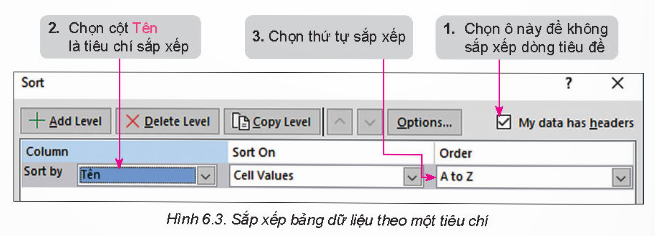 2. Chọn cột Tên
là tiêu chí sắp xếp
3. Chọn thứ tự sắp xếp
1. Chọn ô này để không
sắp xếp dòng tiêu đề
Sort ? ×
Add Level Delete Level Copy Level Options... My data has headers
Column Sort On Order
Sort by Tên Cell Values A to Z
Hình 6.3. Sắp xếp bảng dữ liệu theo một tiêu chí